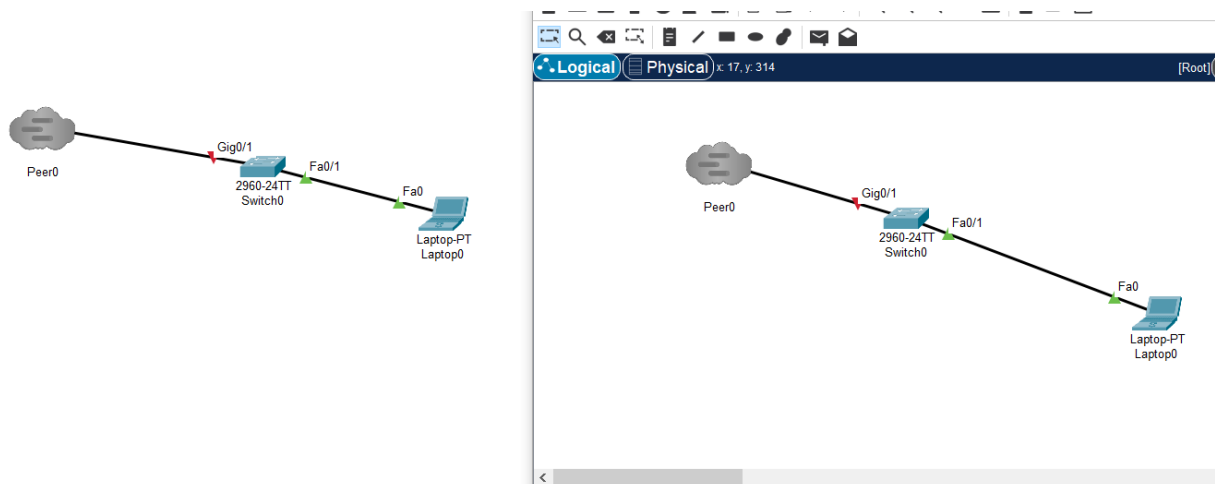 Peer0
Gig0/1
2960-24TT
Switch0
Fa0/1
Fa0
Laptop-PT
Laptop0
Logical
Physical
x: 17, y: 314
[Root]
Peer0
Gig0/1
2960-24TT
Switch0
Fa0/1
Fa0
Laptop-PT
Laptop0